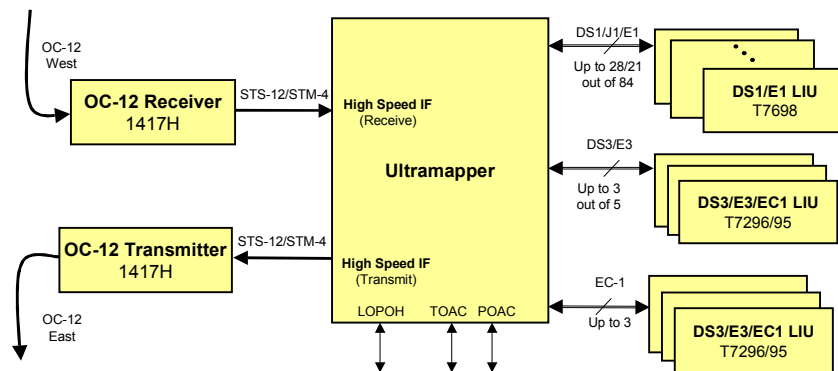 OC-12
West
OC-12 Receiver
1417H
STS-12/STM-4
High Speed IF
(Receive)
Ultramapper
DS1/J1/E1
Up to 28/21
out of 84
DS1/E1 LIU
T7698
DS3/E3
Up to 3
out of 5
DS3/E3/EC1 LIU
T7296/95
OC-12 Transmitter
1417H
STS-12/STM-4
High Speed IF
(Transmit)
OC-12
East
LOPOH
TOAC
POAC
EC-1
Up to 3
DS3/E3/EC1 LIU
T7296/95